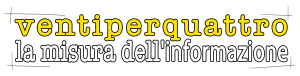 ventiperquattro
la misura dell'informazione